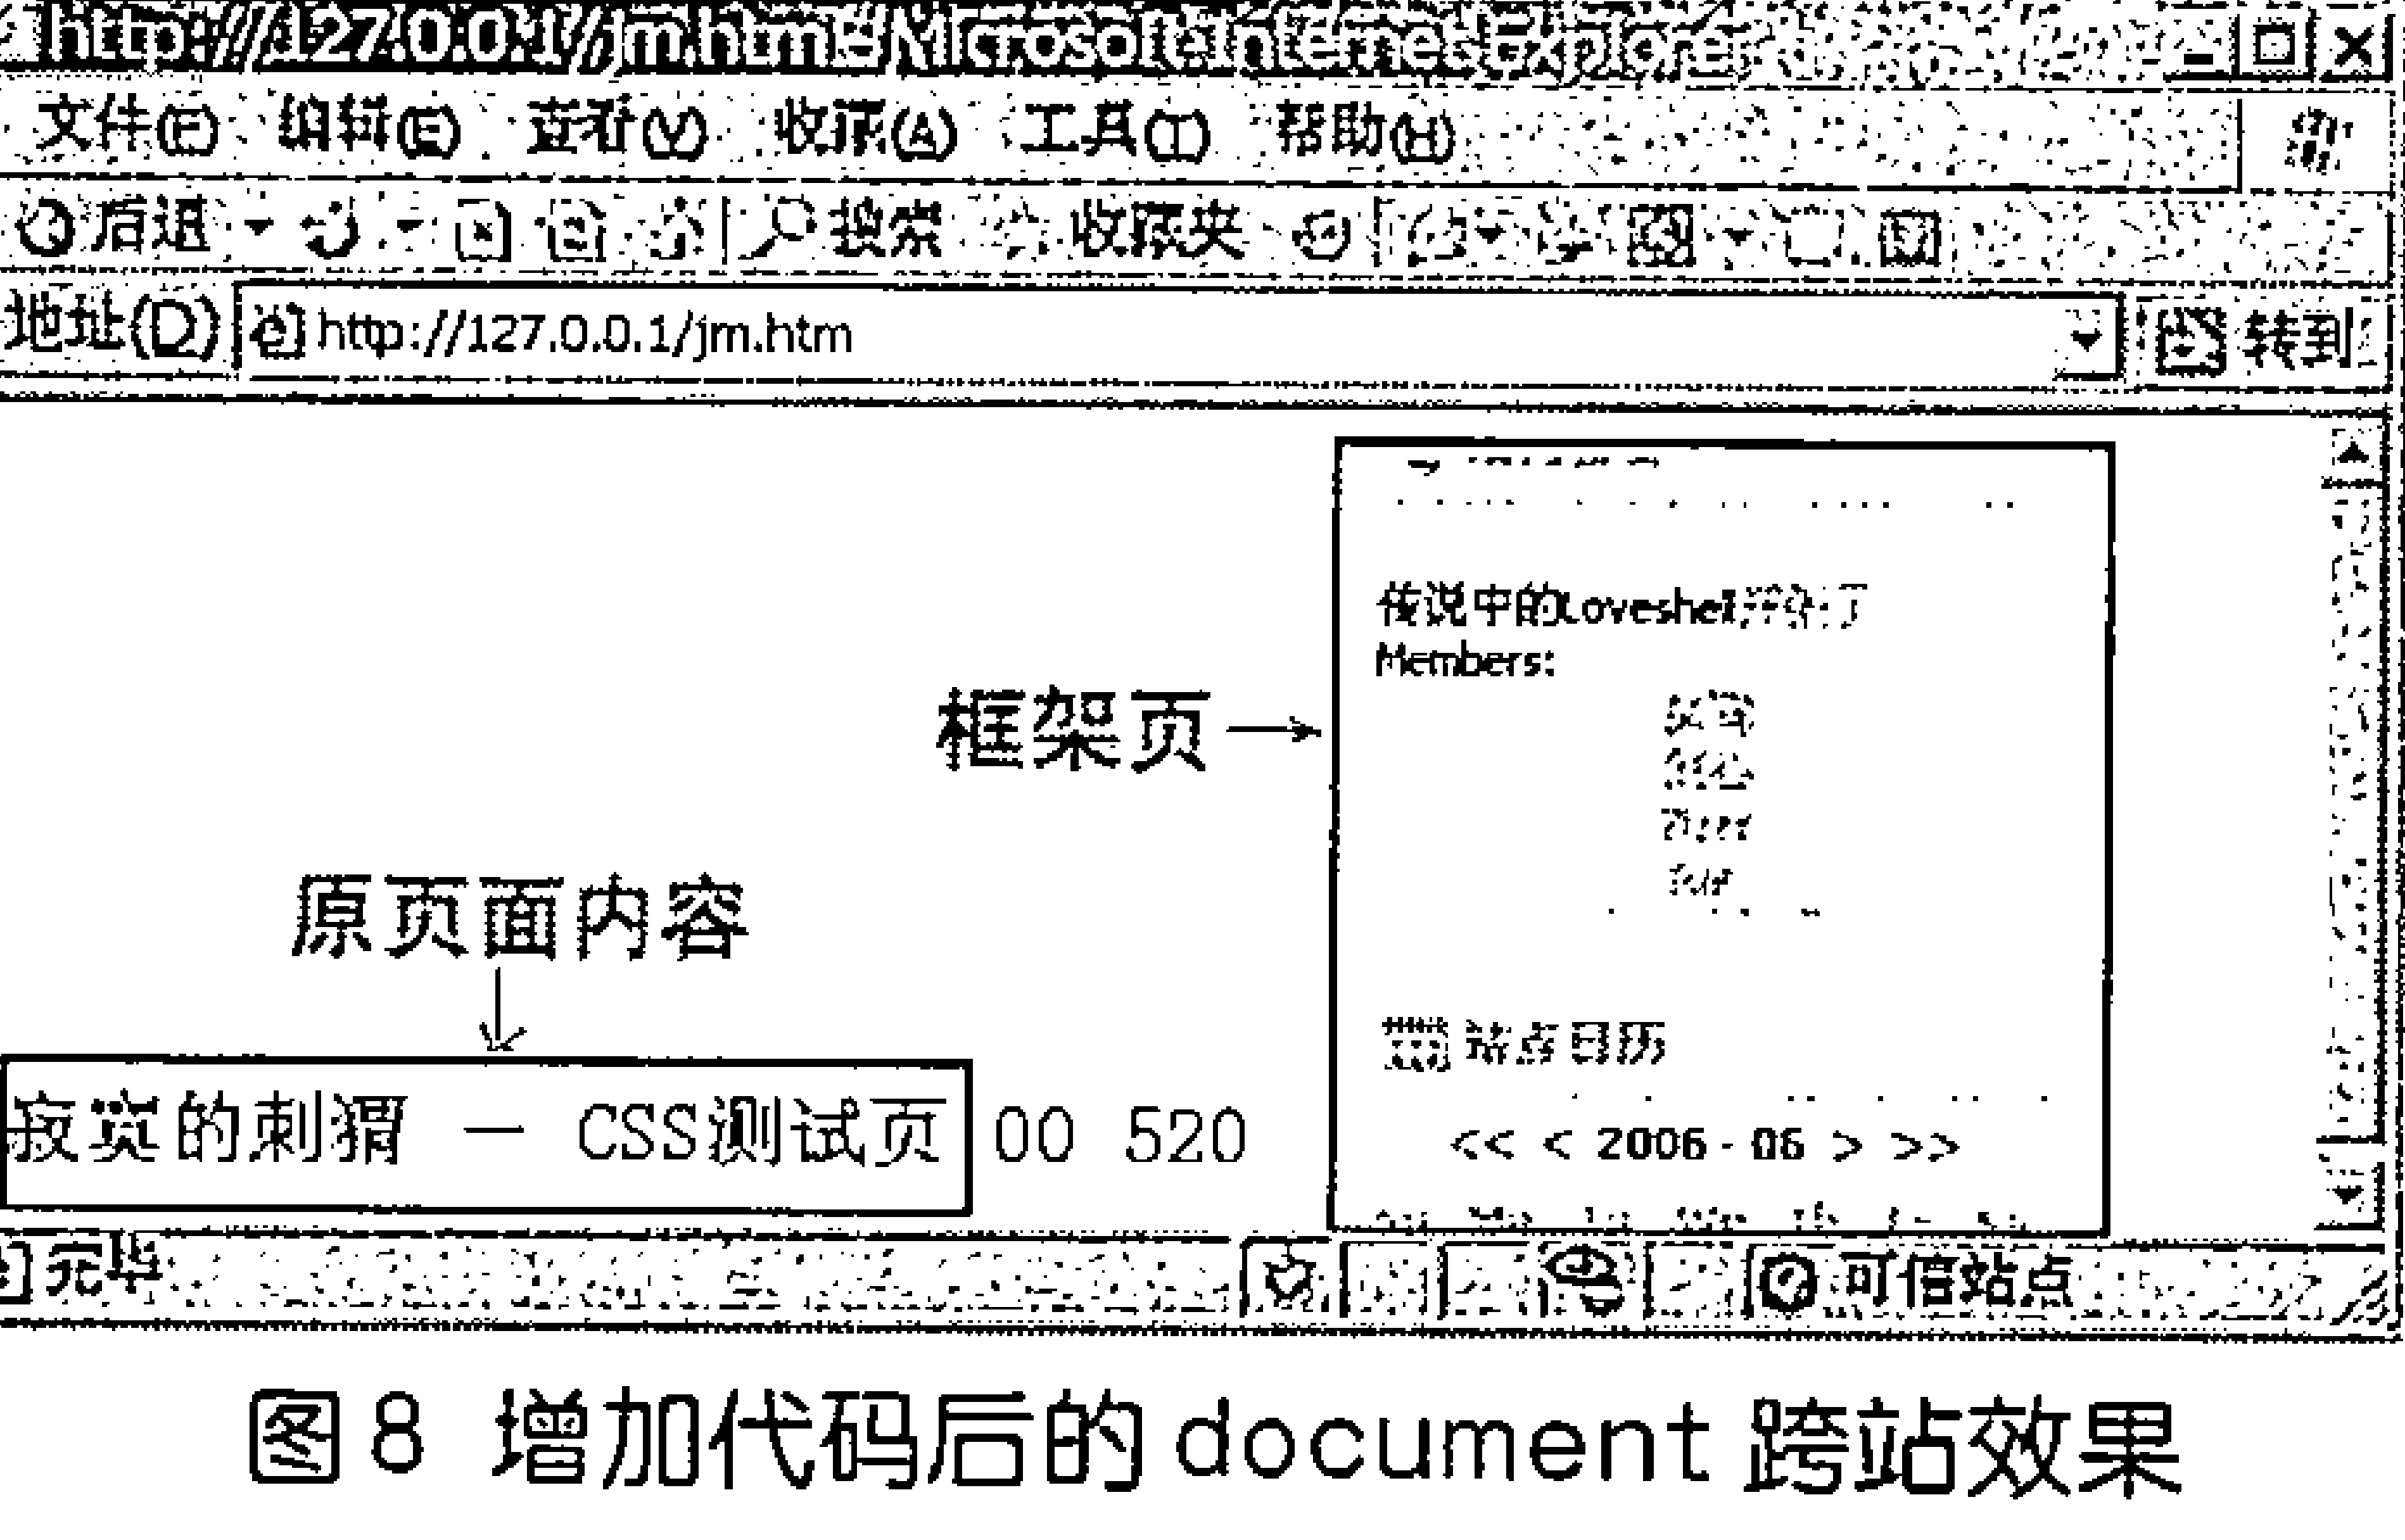 http://127.0.0.1/jm.htm - Microsoft Internet Explorer
文件(F) 编辑(E) 查看(V) 收藏(A) 工具(T) 帮助(H)
后退 搜索 收藏夹
地址(D) http://127.0.0.1/jm.htm 转到
传说中的Loveshell
Members:
框架页
原页面内容
站点日历
寂寞的刺猬 — CSS测试页 00 520
<< < 2006 - 06 > >>
完毕 可信站点
图8 增加代码后的document跨站效果